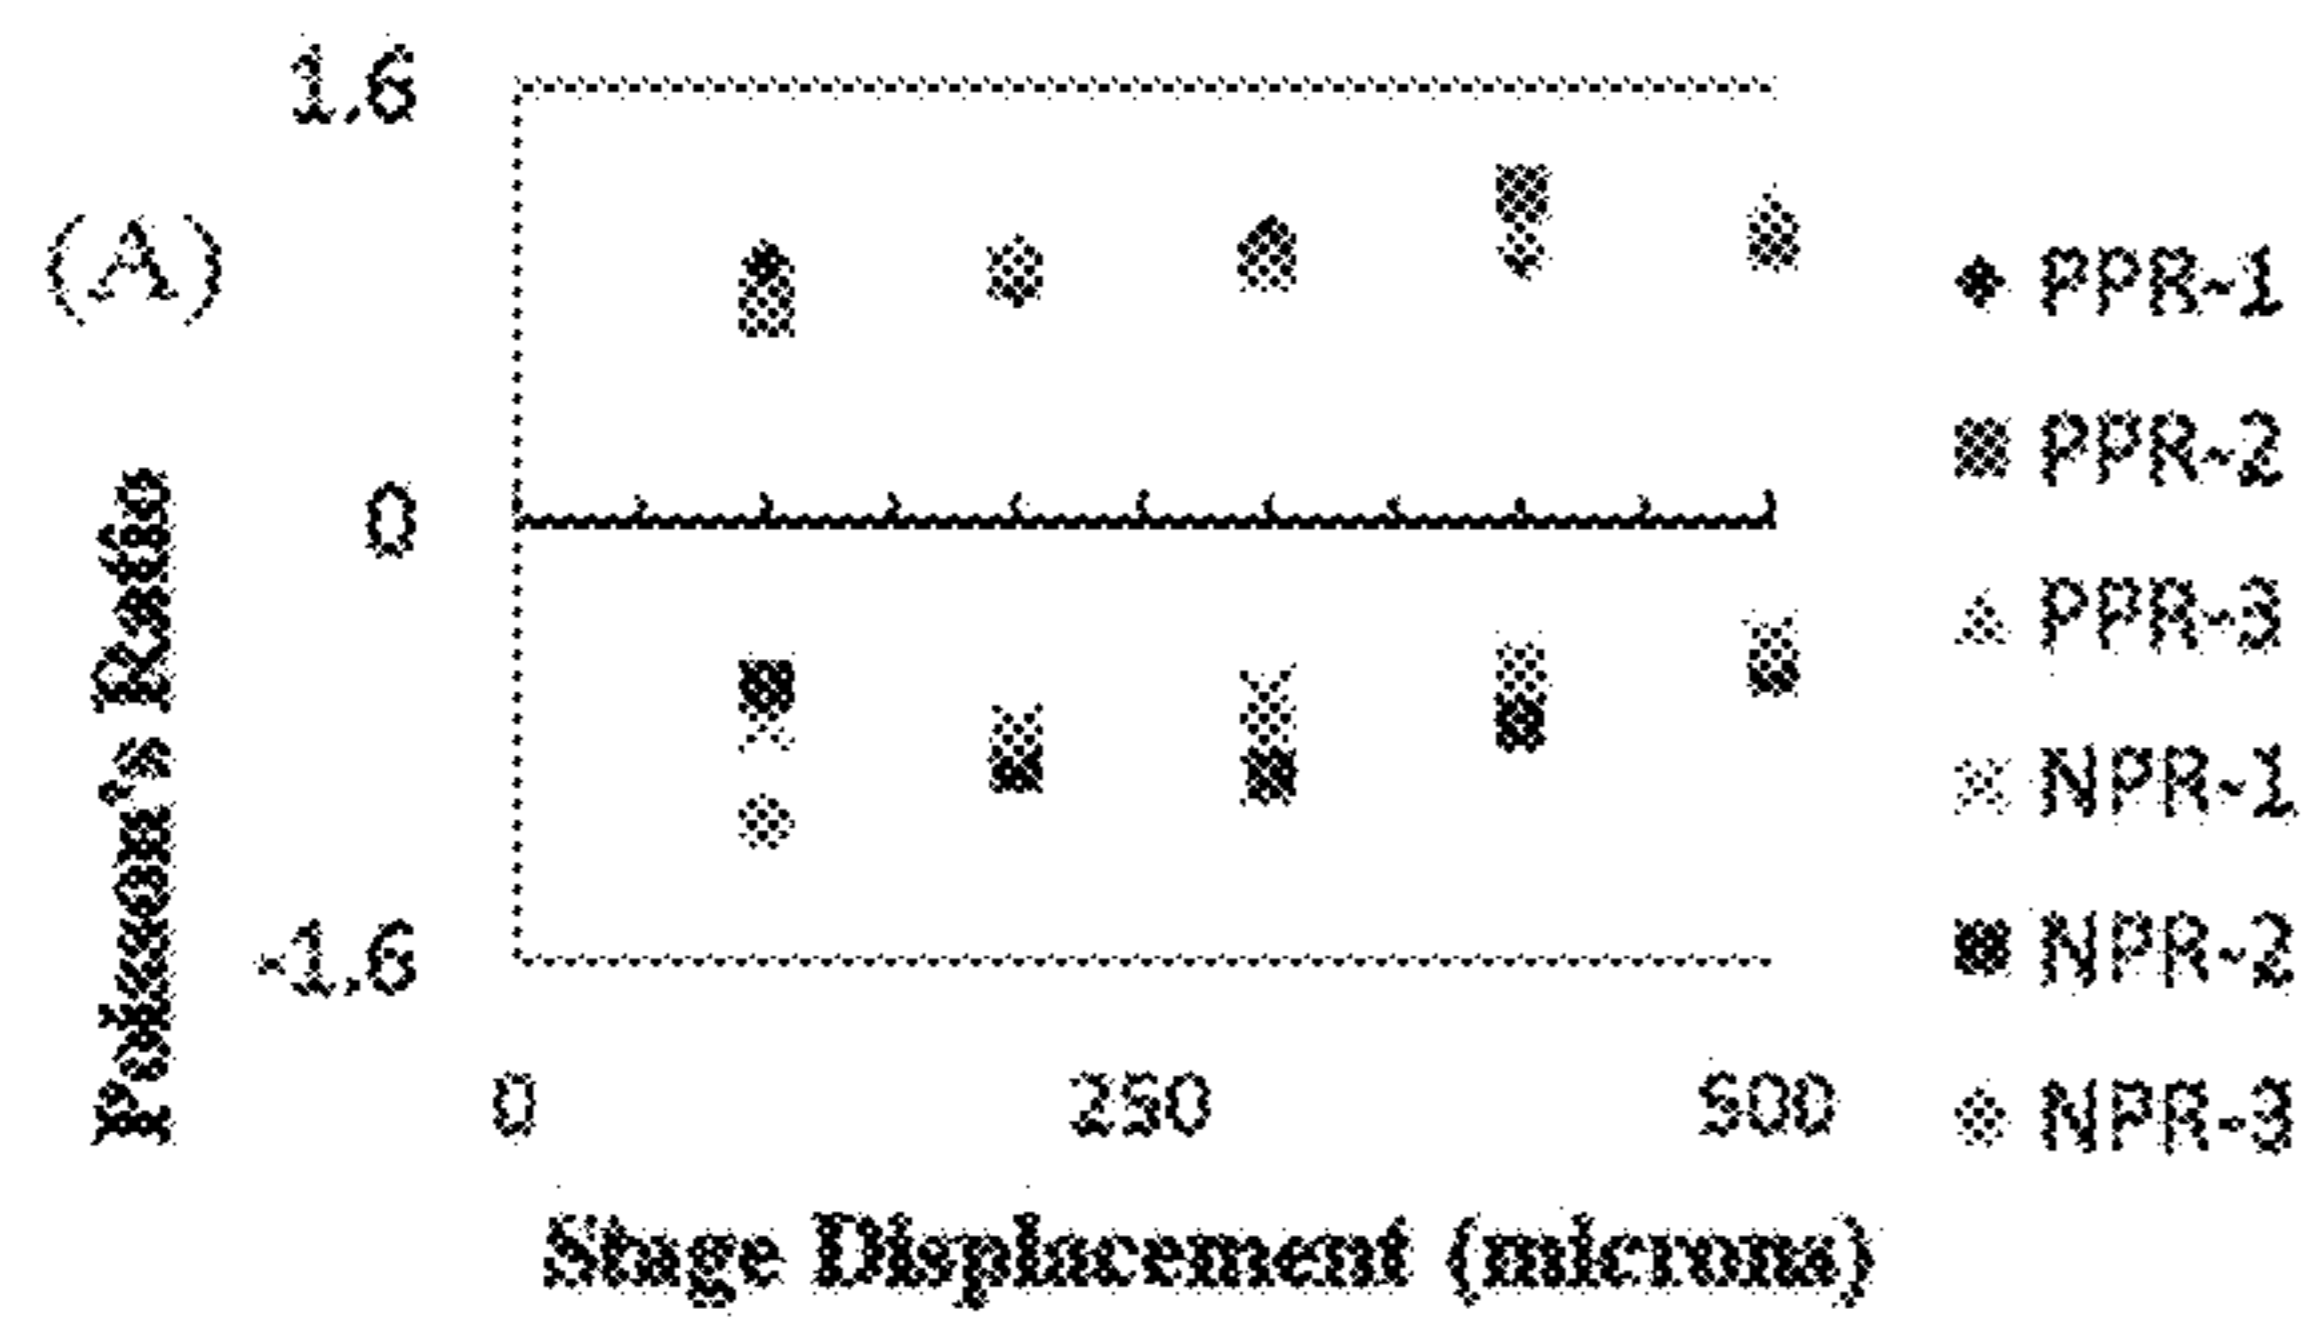 1.6
(A)
0
-1.6
Poisson's Ratio
0 250 500
Stage Displacement (microns)
PPR-1
PPR-2
PPR-3
NPR-1
NPR-2
NPR-3